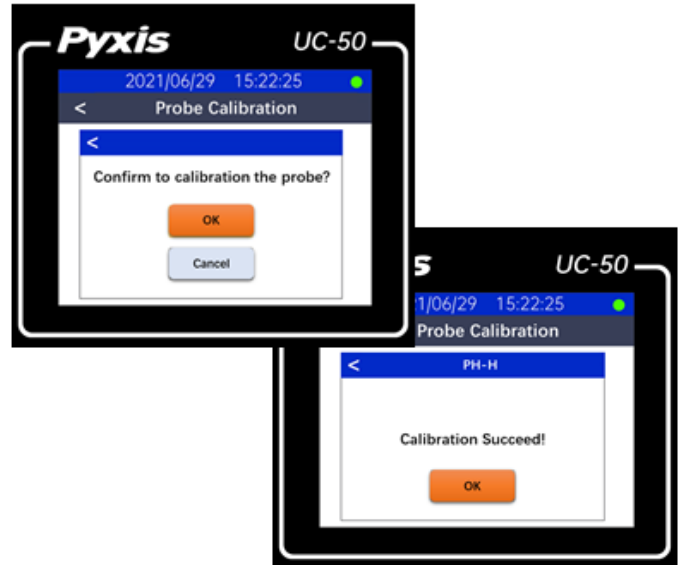 Pyxis UC-50
2021/06/29 15:22:25
< Probe Calibration
<
Confirm to calibration the probe?
OK
Cancel
s UC-50
1/06/29 15:22:25
Probe Calibration
< PH-H
Calibration Succeed!
OK